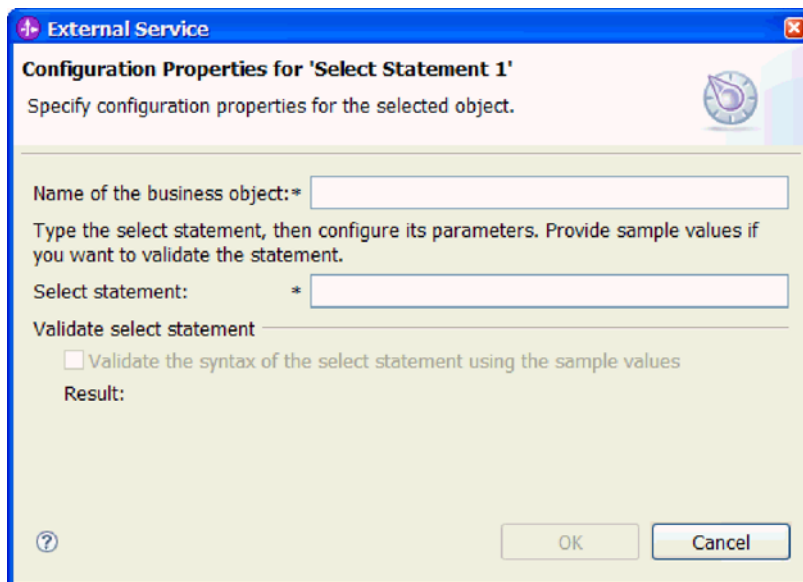 External Service
Configuration Properties for 'Select Statement 1'
Specify configuration properties for the selected object.
Name of the business object:*
Type the select statement, then configure its parameters. Provide sample values if
you want to validate the statement.
Select statement: *
Validate select statement
Validate the syntax of the select statement using the sample values
Result:
? OK Cancel